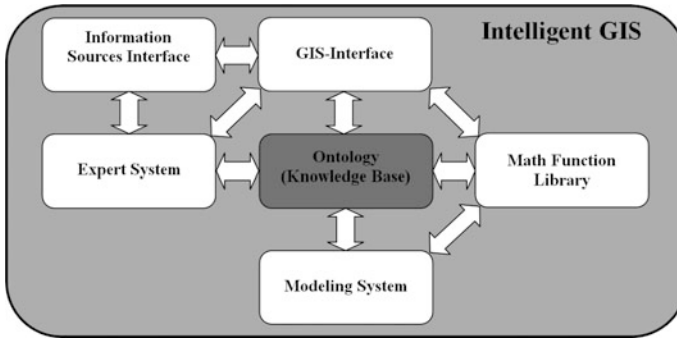 Intelligent GIS
Information
Sources Interface
GIS-Interface
Expert System
Ontology
(Knowledge Base)
Math Function
Library
Modeling System